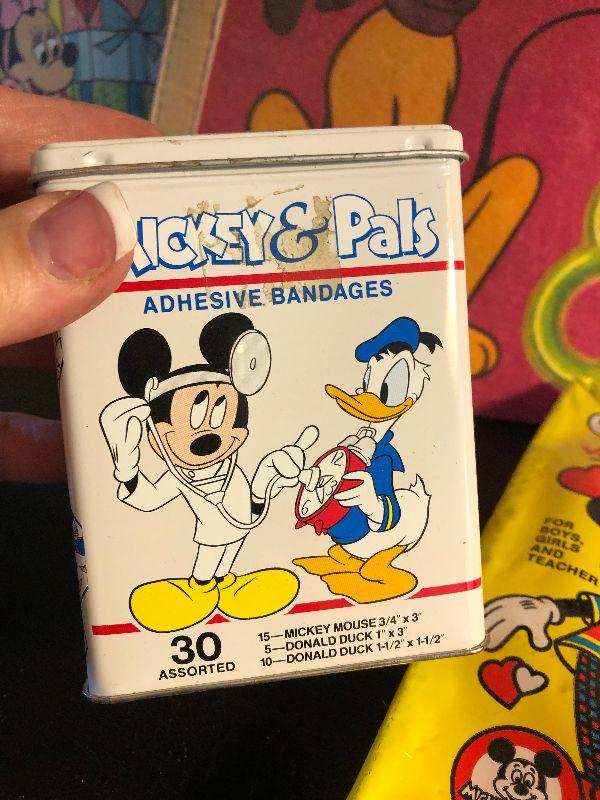 MICKEY & Pals
ADHESIVE BANDAGES
30
ASSORTED
15—MICKEY MOUSE 3/4" x 3"
5—DONALD DUCK 1" x 3"
10—DONALD DUCK 1-1/2" x 1-1/2"
FOR
BOYS,
GIRLS
AND
TEACHER